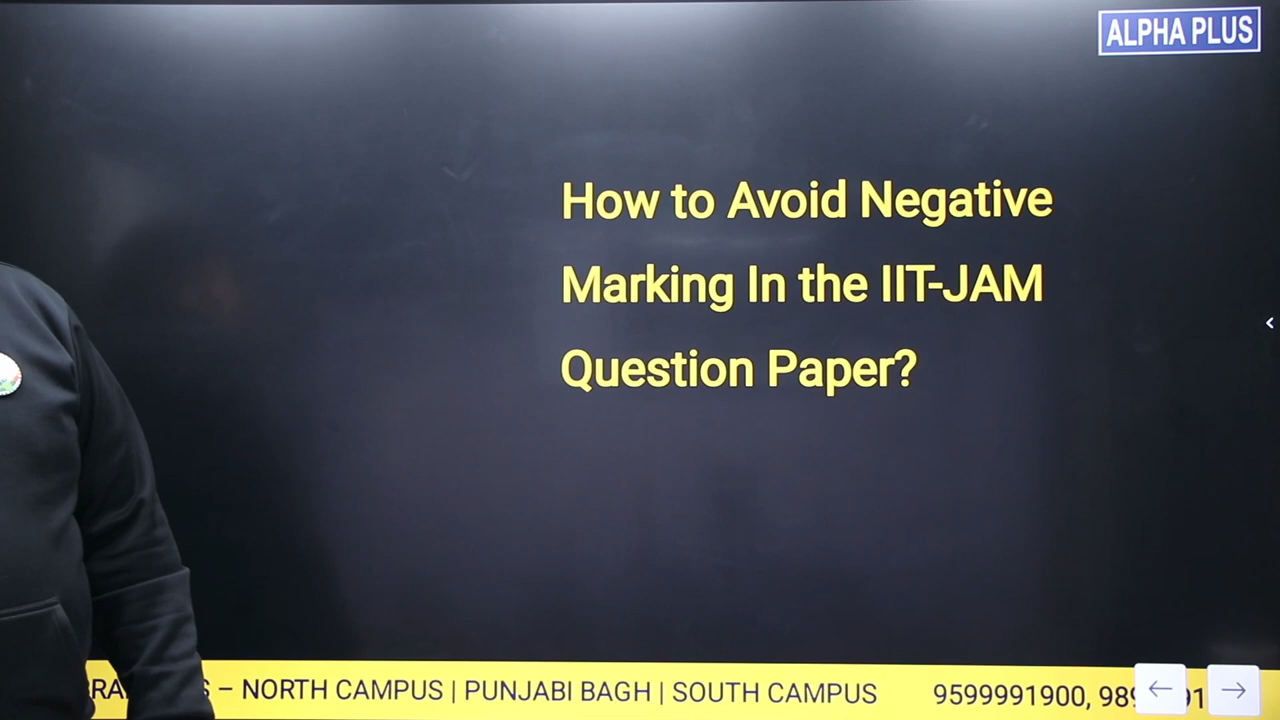 ALPHA PLUS
How to Avoid Negative
Marking In the IIT-JAM
Question Paper?
– NORTH CAMPUS | PUNJABI BAGH | SOUTH CAMPUS
9599991900,